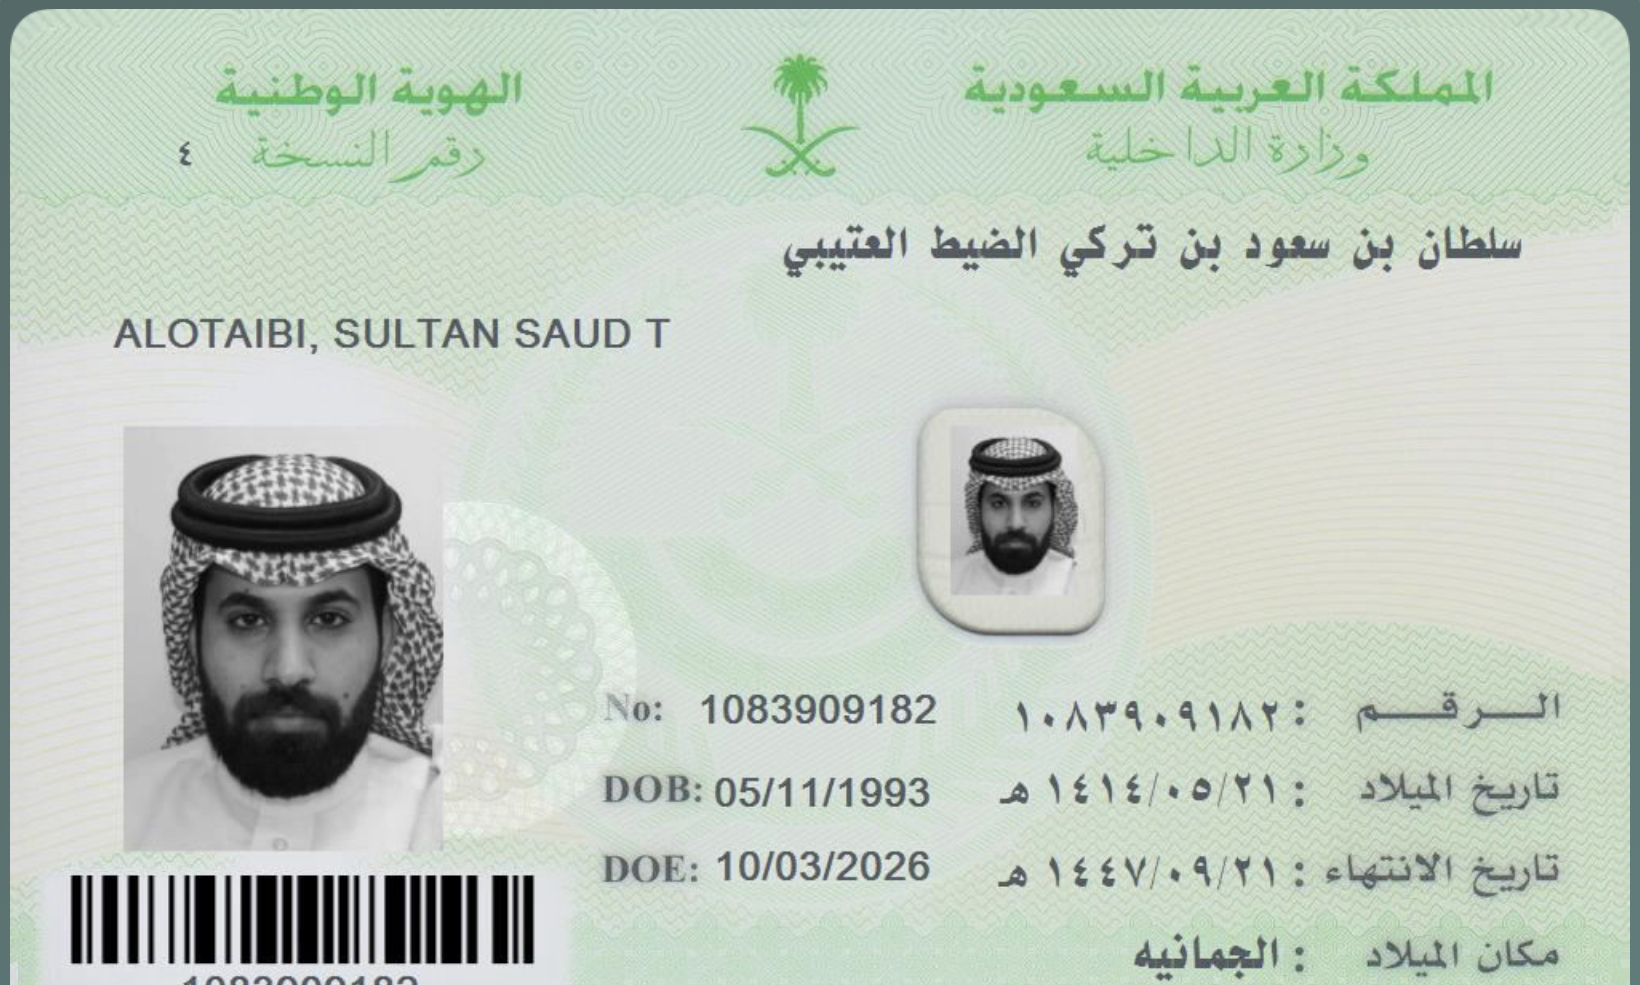 المملكة العربية السعودية
وزارة الداخلية
الهوية الوطنية
رقم النسخة ٤
سلطان بن سعود بن تركي الضيط العتيبي
ALOTAIBI, SULTAN SAUD T
الرقم : ١٠٨٣٩٠٩١٨٢
No: 1083909182
تاريخ الميلاد : ١٤١٤/٠٥/٢١ هـ
DOB: 05/11/1993
تاريخ الانتهاء : ١٤٤٧/٠٩/٢١ هـ
DOE: 10/03/2026
مكان الميلاد : الجمانيه
1083909182